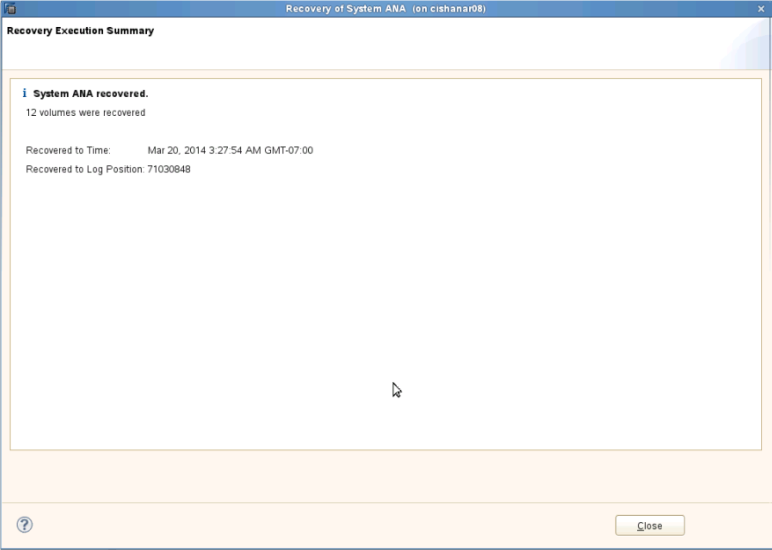 Recovery of System ANA (on cishanar08)
Recovery Execution Summary
System ANA recovered.
12 volumes were recovered
Recovered to Time: Mar 20, 2014 3:27:54 AM GMT-07:00
Recovered to Log Position: 71030848
Close